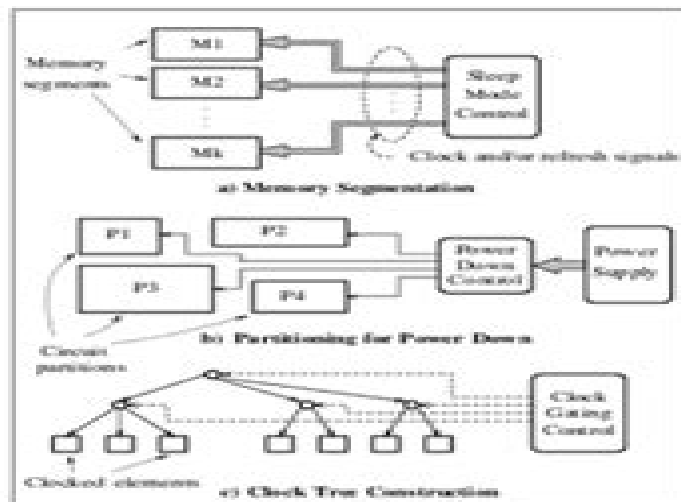 M1
Memory
segments
M2
Mk
Sleep
Mode
Control
Clock and/or refresh signals
a) Memory Segmentation
P1
P2
P3
P4
Power
Down
Control
Power
Supply
b) Partitioning for Power Down
Circuit
partitions
Clock
Gating
Control
Clocked elements
c) Clock Tree Construction